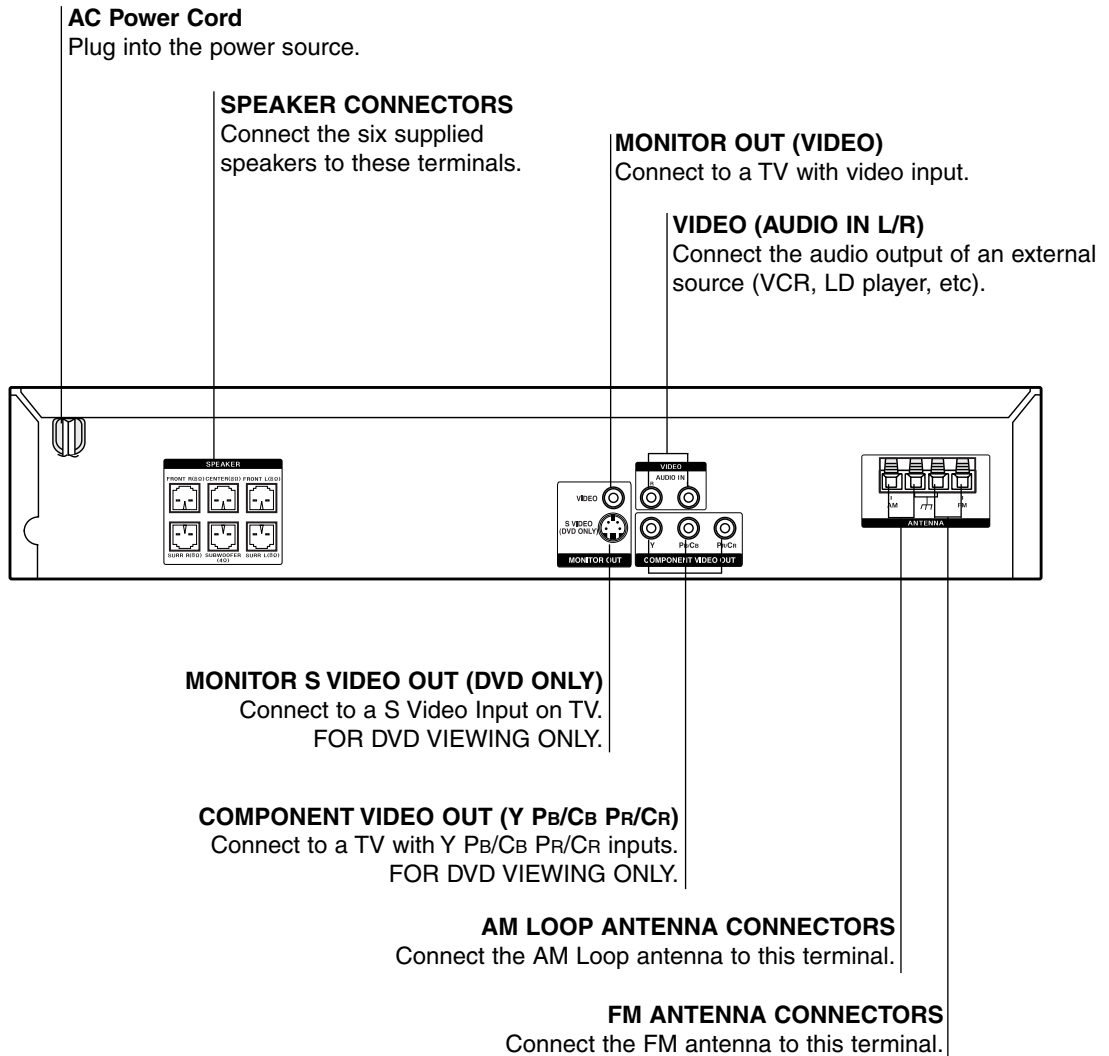 AC Power Cord
Plug into the power source.
SPEAKER CONNECTORS
Connect the six supplied
speakers to these terminals.
MONITOR OUT (VIDEO)
Connect to a TV with video input.
VIDEO (AUDIO IN L/R)
Connect the audio output of an external
source (VCR, LD player, etc).
SPEAKER
FRONT R(8Ω) CENTER(8Ω) FRONT L(8Ω)
SURR R(8Ω) SUBWOOFER (4Ω) SURR L(8Ω)
VIDEO
S VIDEO
(DVD ONLY)
MONITOR OUT
VIDEO
AUDIO IN
R
Y PB/CB PR/CR
COMPONENT VIDEO OUT
AM FM
ANTENNA
MONITOR S VIDEO OUT (DVD ONLY)
Connect to a S Video Input on TV.
FOR DVD VIEWING ONLY.
COMPONENT VIDEO OUT (Y PB/CB PR/CR)
Connect to a TV with Y PB/CB PR/CR inputs.
FOR DVD VIEWING ONLY.
AM LOOP ANTENNA CONNECTORS
Connect the AM Loop antenna to this terminal.
FM ANTENNA CONNECTORS
Connect the FM antenna to this terminal.